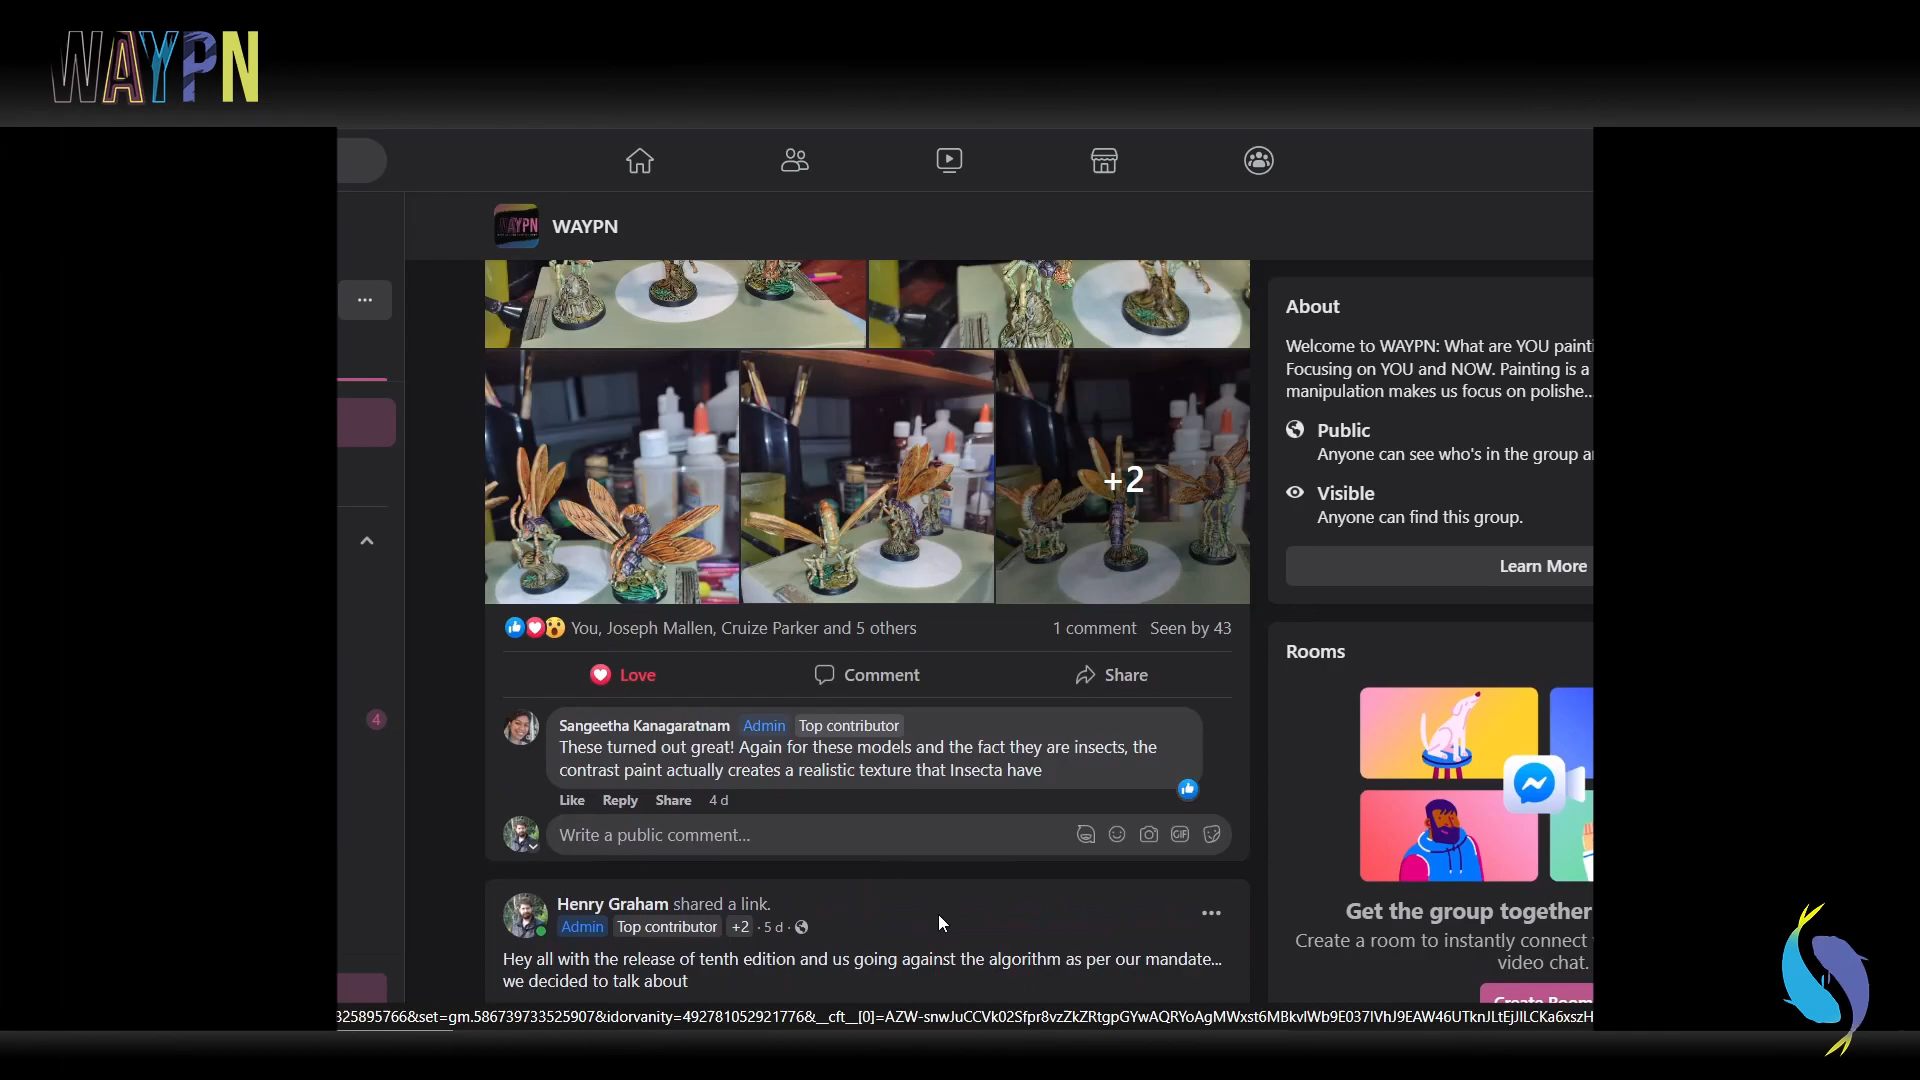 WAYPN
WAYPN
WAYPN
About
Welcome to WAYPN: What are YOU painti
Focusing on YOU and NOW. Painting is a
manipulation makes us focus on polishe...
Public
Anyone can see who's in the group a
Visible
Anyone can find this group.
Learn More
+2
You, Joseph Mallen, Cruize Parker and 5 others
1 comment Seen by 43
Love
Comment
Share
Sangeetha Kanagaratnam Admin Top contributor
These turned out great! Again for these models and the fact they are insects, the
contrast paint actually creates a realistic texture that Insecta have
Like Reply Share 4 d
Write a public comment...
GIF
4
Henry Graham shared a link.
Admin Top contributor +2 · 5 d ·
Hey all with the release of tenth edition and us going against the algorithm as per our mandate...
we decided to talk about
Rooms
Get the group together
Create a room to instantly connect
video chat.
Create Room
325895766&set=gm.586739733525907&idorvanity=492781052921776&__cft__[0]=AZW-snwJuCCVk02Sfpr8vzZkZRtgpGYwAQRYoAgMWxst6MBkvIWb9E037IVhJ9EAW46UTknJLtEjJILCKa6xszH